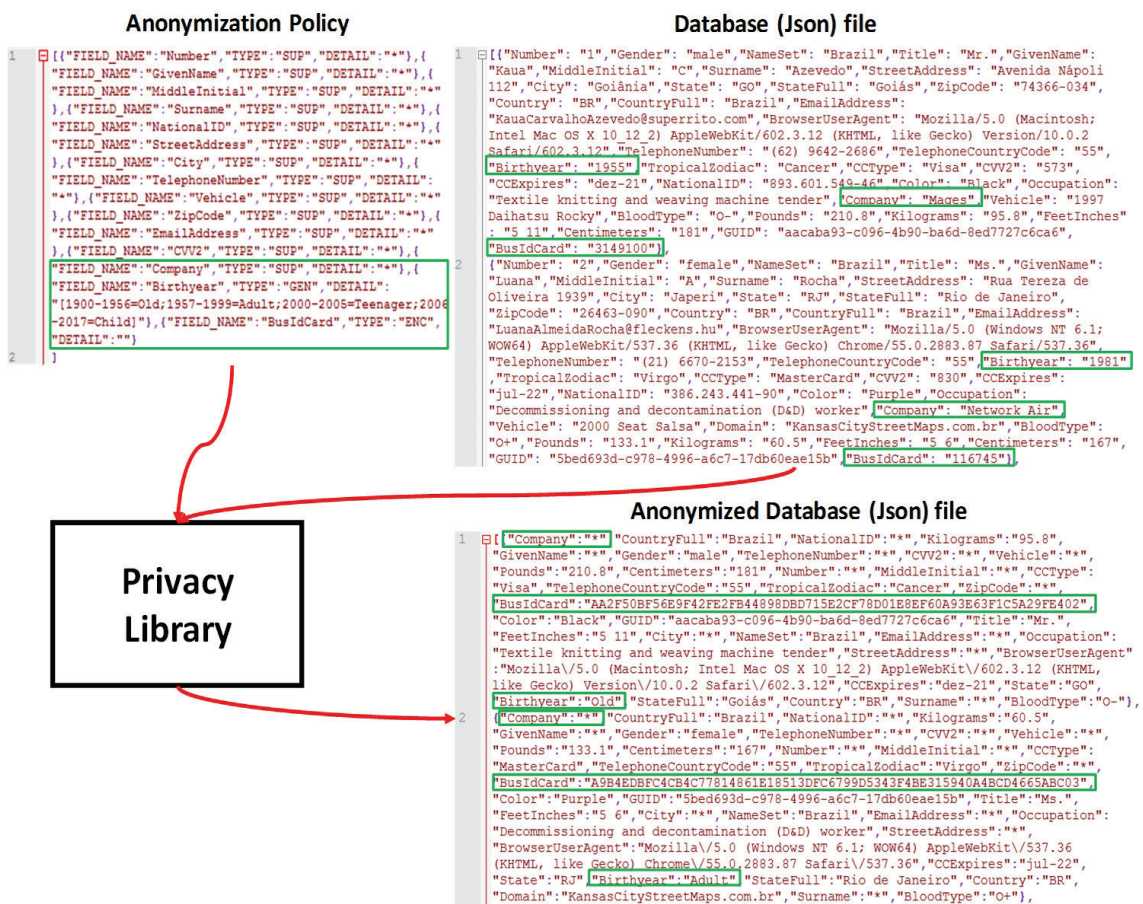 Anonymization Policy
1 [{"FIELD_NAME":"Number","TYPE":"SUP","DETAIL":"*"},{
"FIELD_NAME":"GivenName","TYPE":"SUP","DETAIL":"*"},{
"FIELD_NAME":"MiddleInitial","TYPE":"SUP","DETAIL":"*"
},{"FIELD_NAME":"Surname","TYPE":"SUP","DETAIL":"*"},{
"FIELD_NAME":"NationalID","TYPE":"SUP","DETAIL":"*"},{
"FIELD_NAME":"StreetAddress","TYPE":"SUP","DETAIL":"*"
},{"FIELD_NAME":"City","TYPE":"SUP","DETAIL":"*"},{
"FIELD_NAME":"TelephoneNumber","TYPE":"SUP","DETAIL":
"*"},{"FIELD_NAME":"Vehicle","TYPE":"SUP","DETAIL":"*"
},{"FIELD_NAME":"ZipCode","TYPE":"SUP","DETAIL":"*"},{
"FIELD_NAME":"EmailAddress","TYPE":"SUP","DETAIL":"*"
},{"FIELD_NAME":"CVV2","TYPE":"SUP","DETAIL":"*"},{
"FIELD_NAME":"Company","TYPE":"SUP","DETAIL":"*"},{
"FIELD_NAME":"Birthyear","TYPE":"GEN","DETAIL":
"[1900-1956=Old;1957-1999=Adult;2000-2005=Teenager;2006
-2017=Child]"},{"FIELD_NAME":"BusIdCard","TYPE":"ENC",
"DETAIL":""}
2 ]
Database (Json) file
1 [{"Number": "1","Gender": "male","NameSet": "Brazil","Title": "Mr.","GivenName":
"Kaua","MiddleInitial": "C","Surname": "Azevedo","StreetAddress": "Avenida Nápoli
112","City": "Goiânia","State": "GO","StateFull": "Goiás","ZipCode": "74366-034",
"Country": "BR","CountryFull": "Brazil","EmailAddress":
"KauaCarvalhoAzevedo@superrito.com","BrowserUserAgent": "Mozilla/5.0 (Macintosh;
Intel Mac OS X 10_12_2) AppleWebKit/602.3.12 (KHTML, like Gecko) Version/10.0.2
Safari/602.3.12","TelephoneNumber": "(62) 9642-2686","TelephoneCountryCode": "55",
"Birthyear": "1955","TropicalZodiac": "Cancer","CCType": "Visa","CVV2": "573",
"CCExpires": "dez-21","NationalID": "893.601.549-46","Color": "Black","Occupation":
"Textile knitting and weaving machine tender","Company": "Mages","Vehicle": "1997
Daihatsu Rocky","BloodType": "O-","Pounds": "210.8","Kilograms": "95.8","FeetInches"
: "5 11","Centimeters": "181","GUID": "aacaba93-c096-4b90-ba6d-8ed7727c6ca6",
"BusIdCard": "3149100"},
2 {"Number": "2","Gender": "female","NameSet": "Brazil","Title": "Ms.","GivenName":
"Luana","MiddleInitial": "A","Surname": "Rocha","StreetAddress": "Rua Tereza de
Oliveira 1939","City": "Japeri","State": "RJ","StateFull": "Rio de Janeiro",
"ZipCode": "26463-090","Country": "BR","CountryFull": "Brazil","EmailAddress":
"LuanaAlmeidaRocha@fleckens.hu","BrowserUserAgent": "Mozilla/5.0 (Windows NT 6.1;
WOW64) AppleWebKit/537.36 (KHTML, like Gecko) Chrome/55.0.2883.87 Safari/537.36",
"TelephoneNumber": "(21) 6670-2153","TelephoneCountryCode": "55","Birthyear": "1981"
,"TropicalZodiac": "Virgo","CCType": "MasterCard","CVV2": "830","CCExpires":
"jul-22","NationalID": "386.243.441-90","Color": "Purple","Occupation":
"Decommissioning and decontamination (D&D) worker","Company": "Network Air",
"Vehicle": "2000 Seat Salsa","Domain": "KansasCityStreetMaps.com.br","BloodType":
"O+","Pounds": "133.1","Kilograms": "60.5","FeetInches": "5 6","Centimeters": "167",
"GUID": "5bed693d-c978-4996-a6c7-17db60eae15b","BusIdCard": "116745"},
Privacy
Library
Anonymized Database (Json) file
1 [{"Company":"*","CountryFull":"Brazil","NationalID":"*","Kilograms":"95.8",
"GivenName":"*","Gender":"male","TelephoneNumber":"*","CVV2":"*","Vehicle":"*",
"Pounds":"210.8","Centimeters":"181","Number":"*","MiddleInitial":"*","CCType":
"Visa","TelephoneCountryCode":"55","TropicalZodiac":"Cancer","ZipCode":"*",
"BusIdCard":"AA2F50BF56E9F42FE2FB44898DBD715E2CF78D01E8EF60A93E63F1C5A29FE402",
"Color":"Black","GUID":"aacaba93-c096-4b90-ba6d-8ed7727c6ca6","Title":"Mr.",
"FeetInches":"5 11","City":"*","NameSet":"Brazil","EmailAddress":"*","Occupation":
"Textile knitting and weaving machine tender","StreetAddress":"*","BrowserUserAgent"
:"Mozilla\/5.0 (Macintosh; Intel Mac OS X 10_12_2) AppleWebKit\/602.3.12 (KHTML,
like Gecko) Version\/10.0.2 Safari\/602.3.12","CCExpires":"dez-21","State":"GO",
"Birthyear":"Old","StateFull":"Goiás","Country":"BR","Surname":"*","BloodType":"O-"},
2 {"Company":"*","CountryFull":"Brazil","NationalID":"*","Kilograms":"60.5",
"GivenName":"*","Gender":"female","TelephoneNumber":"*","CVV2":"*","Vehicle":"*",
"Pounds":"133.1","Centimeters":"167","Number":"*","MiddleInitial":"*","CCType":
"MasterCard","TelephoneCountryCode":"55","TropicalZodiac":"Virgo","ZipCode":"*",
"BusIdCard":"A9B4EDBFC4CB4C77814861E18513DFC6799D5343F4BE315940A4BCD4665ABC03",
"Color":"Purple","GUID":"5bed693d-c978-4996-a6c7-17db60eae15b","Title":"Ms.",
"FeetInches":"5 6","City":"*","NameSet":"Brazil","EmailAddress":"*","Occupation":
"Decommissioning and decontamination (D&D) worker","StreetAddress":"*",
"BrowserUserAgent":"Mozilla\/5.0 (Windows NT 6.1; WOW64) AppleWebKit\/537.36
(KHTML, like Gecko) Chrome\/55.0.2883.87 Safari\/537.36","CCExpires":"jul-22",
"State":"RJ","Birthyear":"Adult","StateFull":"Rio de Janeiro","Country":"BR",
"Domain":"KansasCityStreetMaps.com.br","Surname":"*","BloodType":"O+"},